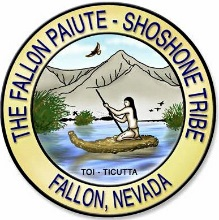 THE FALLON PAIUTE - SHOSHONE TRIBE
TOI - TICUTTA
FALLON, NEVADA